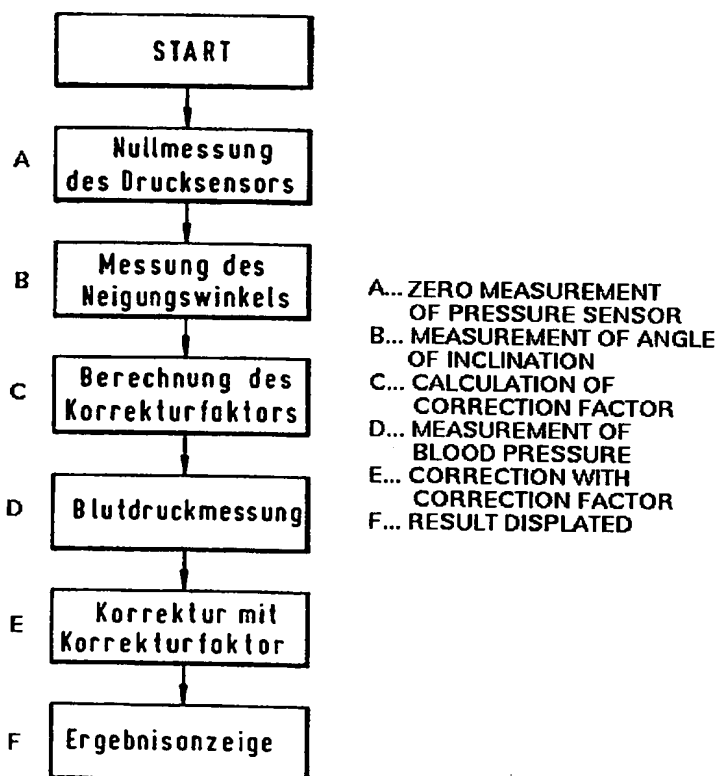 START
A
Nullmessung
des Drucksensors
B
Messung des
Neigungswinkels
C
Berechnung des
Korrekturfaktors
D
Blutdruckmessung
E
Korrektur mit
Korrekturfaktor
F
Ergebnisanzeige
A... ZERO MEASUREMENT
OF PRESSURE SENSOR
B... MEASUREMENT OF ANGLE
OF INCLINATION
C... CALCULATION OF
CORRECTION FACTOR
D... MEASUREMENT OF
BLOOD PRESSURE
E... CORRECTION WITH
CORRECTION FACTOR
F... RESULT DISPLATED